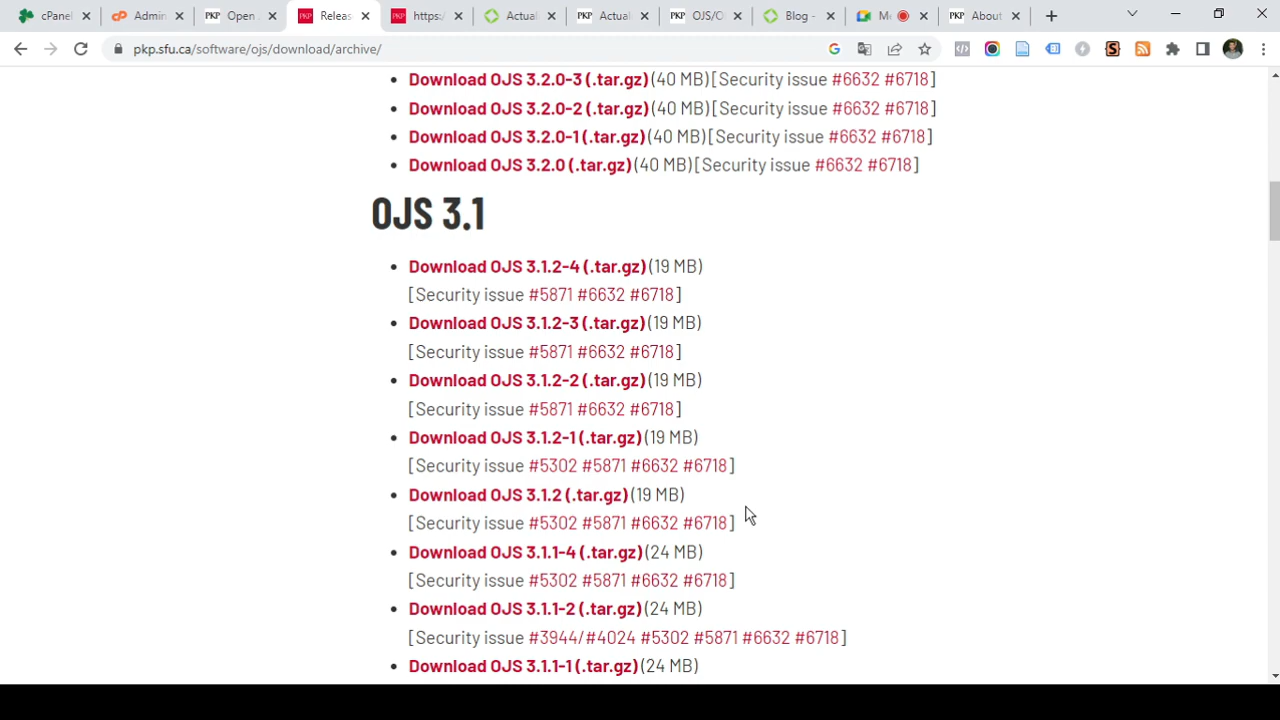 cPanel
Admin
Open
Releas
https:/
Actual
Actual
OJS/O
Blog -
Me
About
pkp.sfu.ca/software/ojs/download/archive/
Download OJS 3.2.0-3 (.tar.gz) (40 MB) [Security issue #6632 #6718]
Download OJS 3.2.0-2 (.tar.gz) (40 MB) [Security issue #6632 #6718]
Download OJS 3.2.0-1 (.tar.gz) (40 MB) [Security issue #6632 #6718]
Download OJS 3.2.0 (.tar.gz) (40 MB) [Security issue #6632 #6718]
OJS 3.1
Download OJS 3.1.2-4 (.tar.gz) (19 MB)
[Security issue #5871 #6632 #6718]
Download OJS 3.1.2-3 (.tar.gz) (19 MB)
[Security issue #5871 #6632 #6718]
Download OJS 3.1.2-2 (.tar.gz) (19 MB)
[Security issue #5871 #6632 #6718]
Download OJS 3.1.2-1 (.tar.gz) (19 MB)
[Security issue #5302 #5871 #6632 #6718]
Download OJS 3.1.2 (.tar.gz) (19 MB)
[Security issue #5302 #5871 #6632 #6718]
Download OJS 3.1.1-4 (.tar.gz) (24 MB)
[Security issue #5302 #5871 #6632 #6718]
Download OJS 3.1.1-2 (.tar.gz) (24 MB)
[Security issue #3944/#4024 #5302 #5871 #6632 #6718]
Download OJS 3.1.1-1 (.tar.gz) (24 MB)